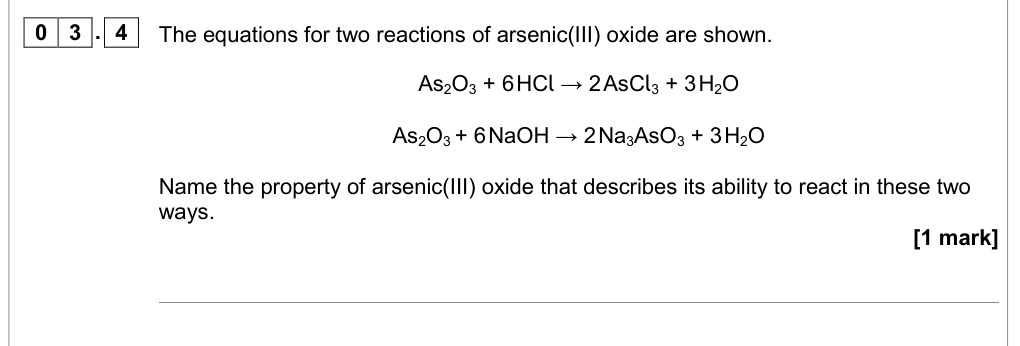 03.4 The equations for two reactions of arsenic(III) oxide are shown.
As₂O₃ + 6HCl → 2AsCl₃ + 3H₂O
As₂O₃ + 6NaOH → 2Na₃AsO₃ + 3H₂O
Name the property of arsenic(III) oxide that describes its ability to react in these two
ways.
[1 mark]